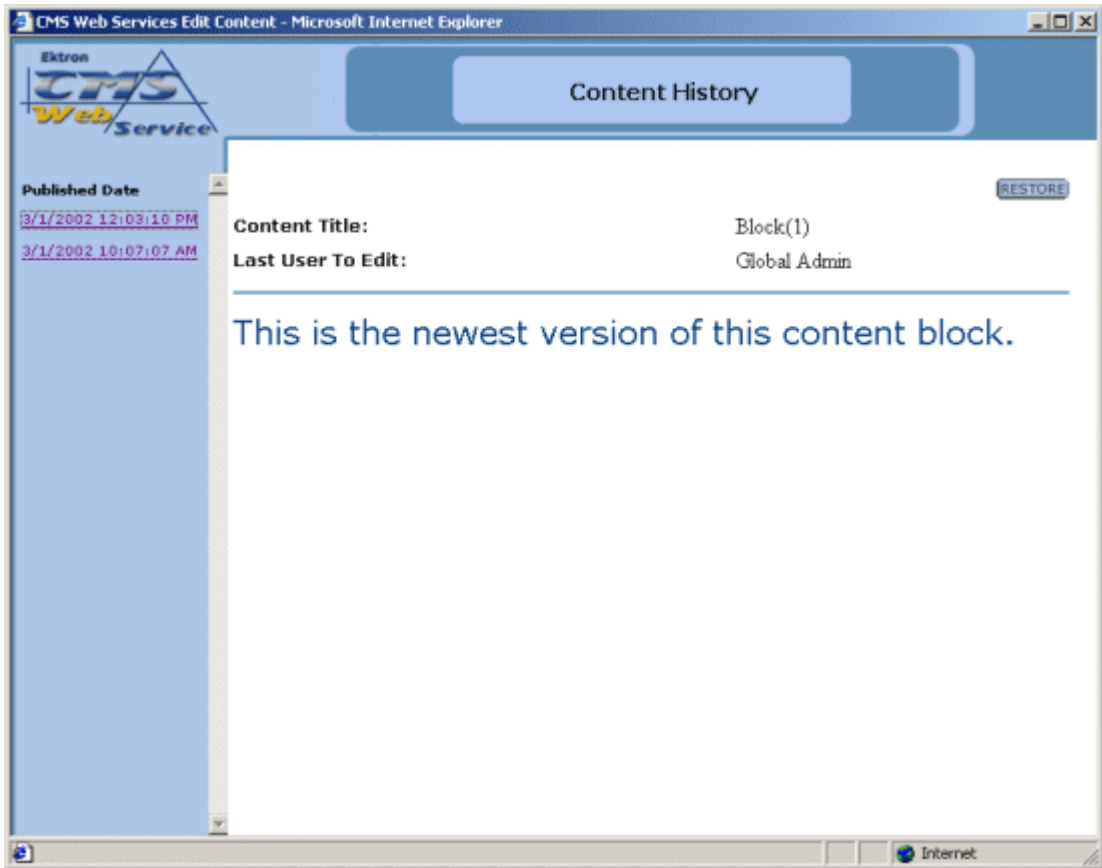 CMS Web Services Edit Content - Microsoft Internet Explorer
Ektron
CMS
Web Service
Content History
Published Date
3/1/2002 12:03:10 PM
3/1/2002 10:07:07 AM
RESTORE
Content Title: Block(1)
Last User To Edit: Global Admin
This is the newest version of this content block.
Internet